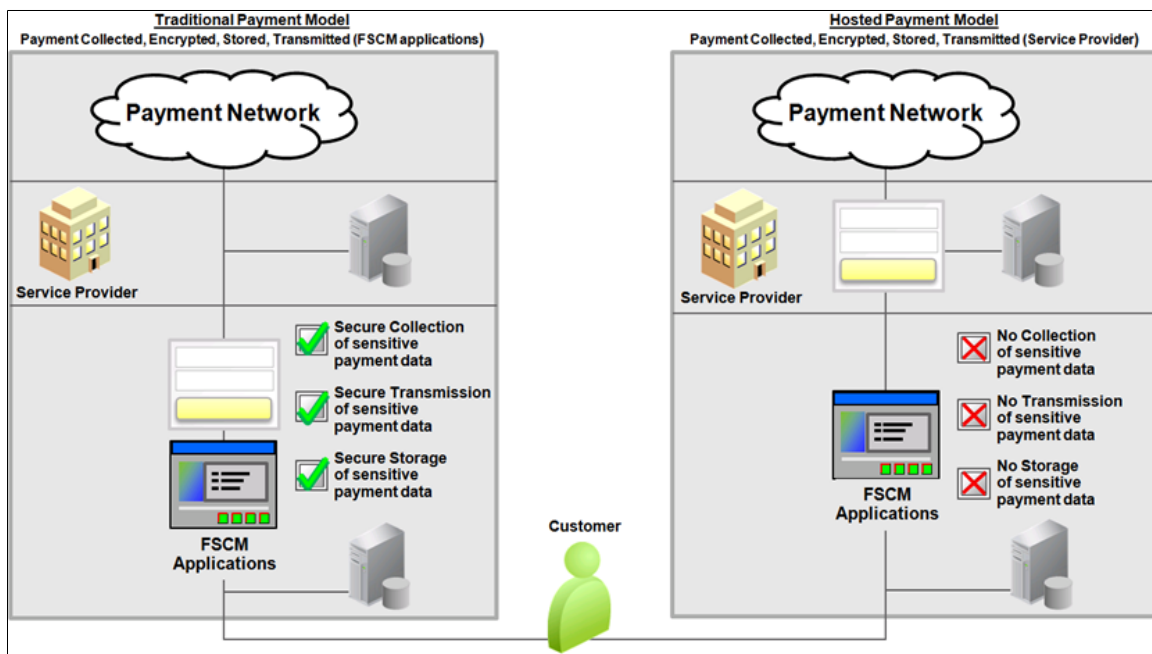 Traditional Payment Model
Payment Collected, Encrypted, Stored, Transmitted (FSCM applications)
Payment Network
Service Provider
Secure Collection
of sensitive
payment data
Secure Transmission
of sensitive
payment data
Secure Storage
of sensitive
payment data
FSCM
Applications
Customer
Hosted Payment Model
Payment Collected, Encrypted, Stored, Transmitted (Service Provider)
Payment Network
Service Provider
No Collection
of sensitive
payment data
No Transmission
of sensitive
payment data
No Storage
of sensitive
payment data
FSCM
Applications